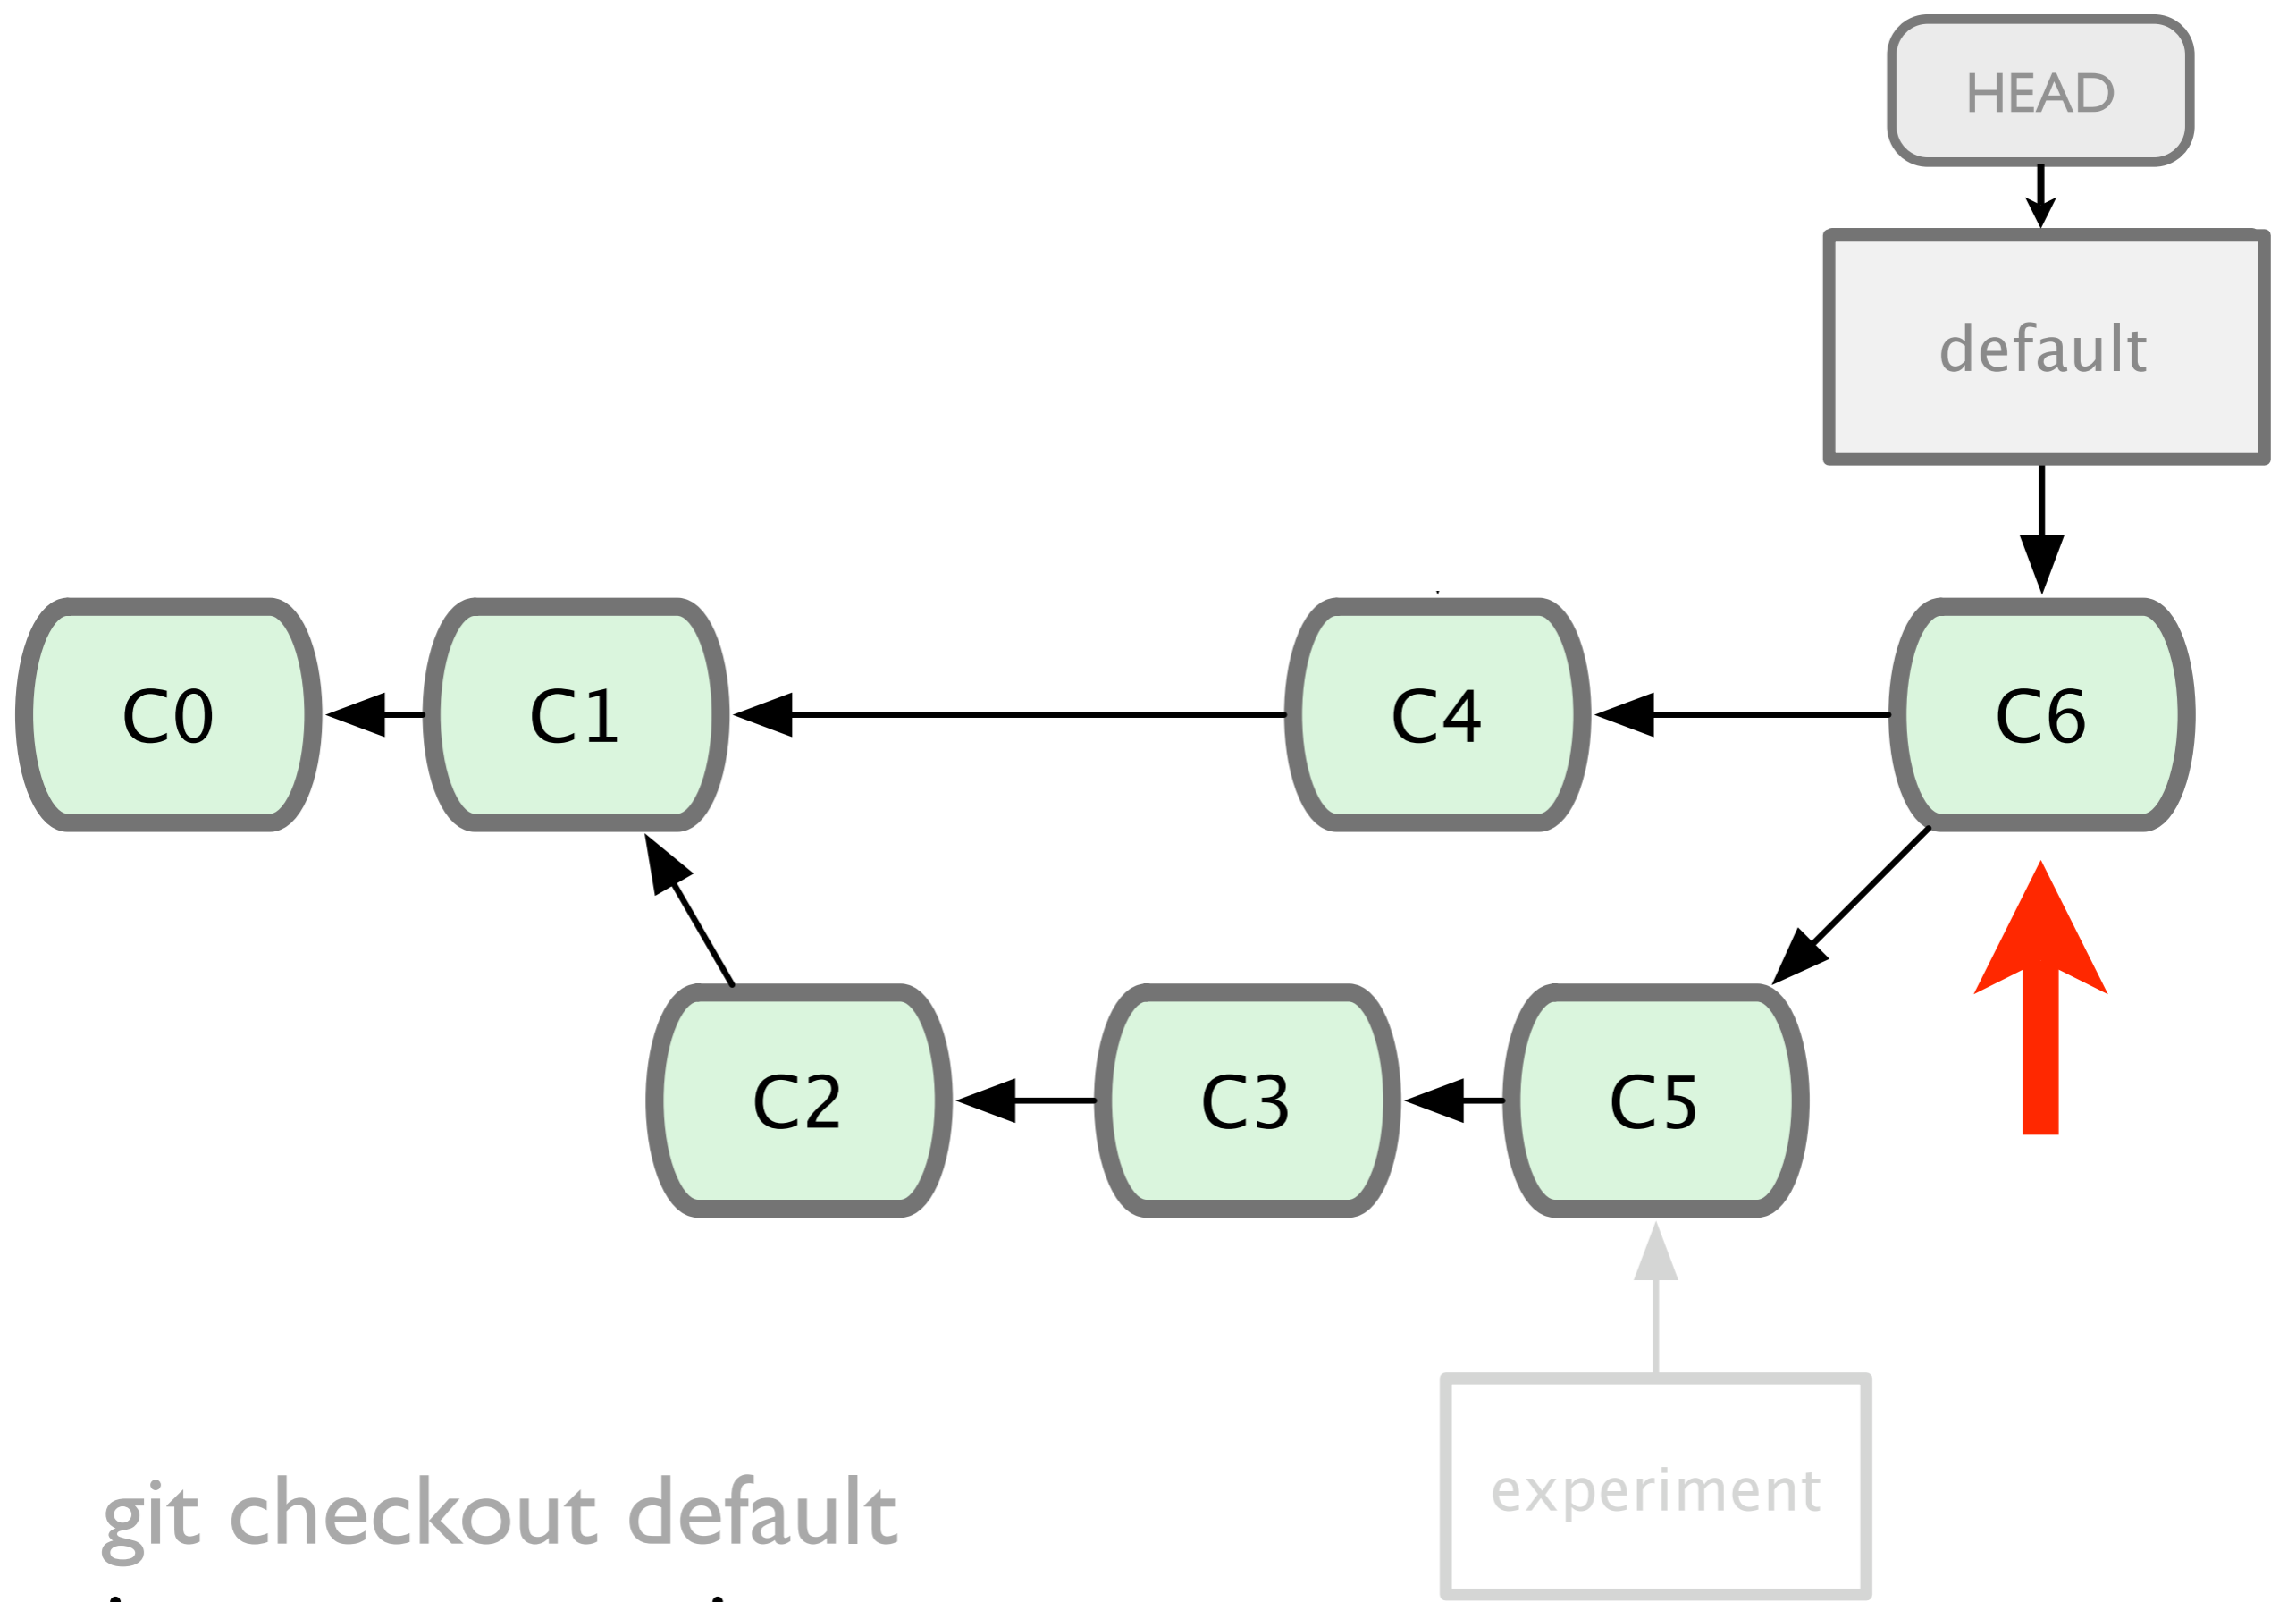 HEAD
default
C0
C1
C4
C6
C2
C3
C5
experiment
git checkout default